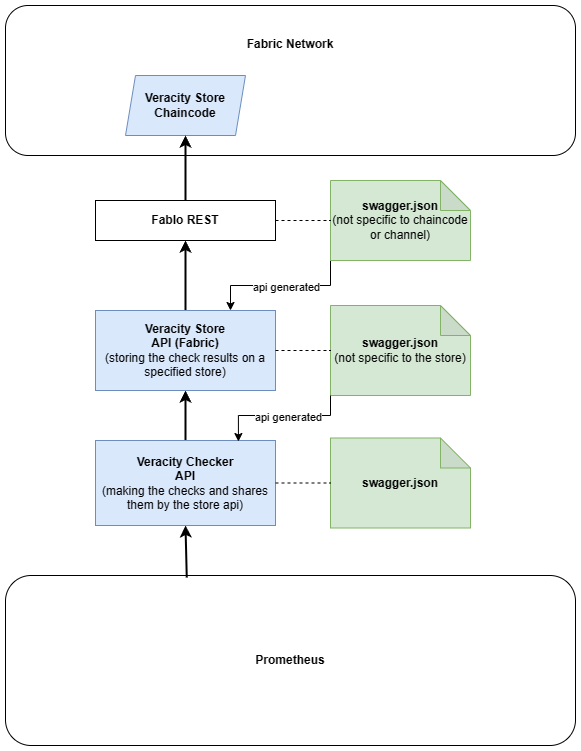 Fabric Network
Veracity Store
Chaincode
Fablo REST
swagger.json
(not specific to chaincode
or channel)
api generated
Veracity Store
API (Fabric)
(storing the check results on a
specified store)
swagger.json
(not specific to the store)
api generated
Veracity Checker
API
(making the checks and shares
them by the store api)
swagger.json
Prometheus